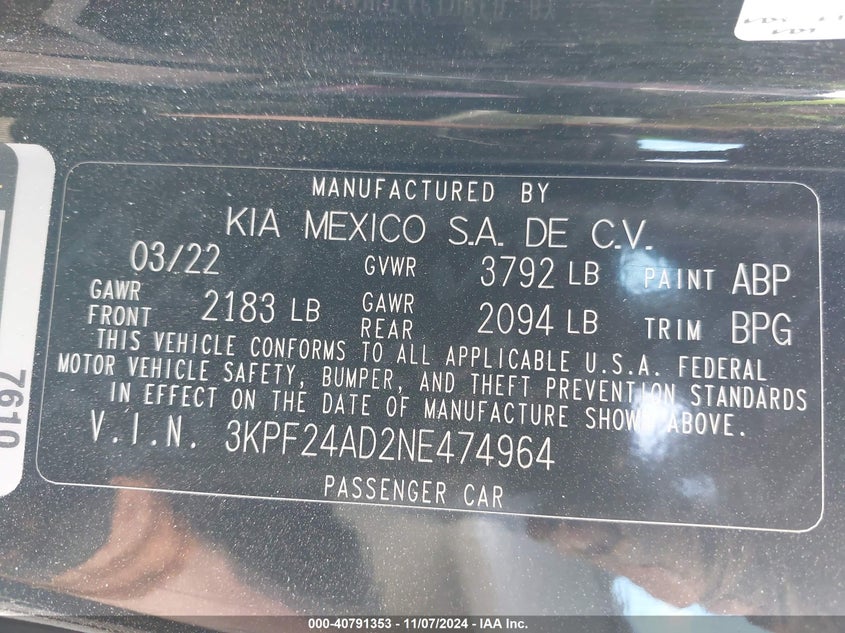 MANUFACTURED BY
KIA MEXICO S.A. DE C.V.
03/22 GVWR 3792 LB PAINT ABP
GAWR FRONT 2183 LB GAWR REAR 2094 LB TRIM BPG
THIS VEHICLE CONFORMS TO ALL APPLICABLE U.S.A. FEDERAL
MOTOR VEHICLE SAFETY, BUMPER, AND THEFT PREVENTION STANDARDS
IN EFFECT ON THE DATE OF MANUFACTURE SHOWN ABOVE.
V.I.N. 3KPF24AD2NE474964
PASSENGER CAR
7610
000-40791353 - 11/07/2024 - IAA Inc.